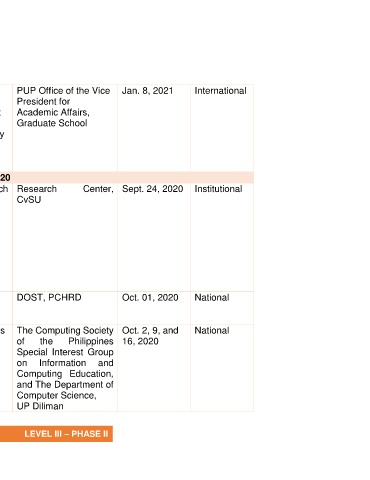 PUP Office of the Vice Jan. 8, 2021 International
President for
Academic Affairs,
Graduate School
y
20
ch Research Center, Sept. 24, 2020 Institutional
CvSU
DOST, PCHRD Oct. 01, 2020 National
s The Computing Society Oct. 2, 9, and National
of the Philippines 16, 2020
Special Interest Group
on Information and
Computing Education,
and The Department of
Computer Science,
UP Diliman
LEVEL III – PHASE II